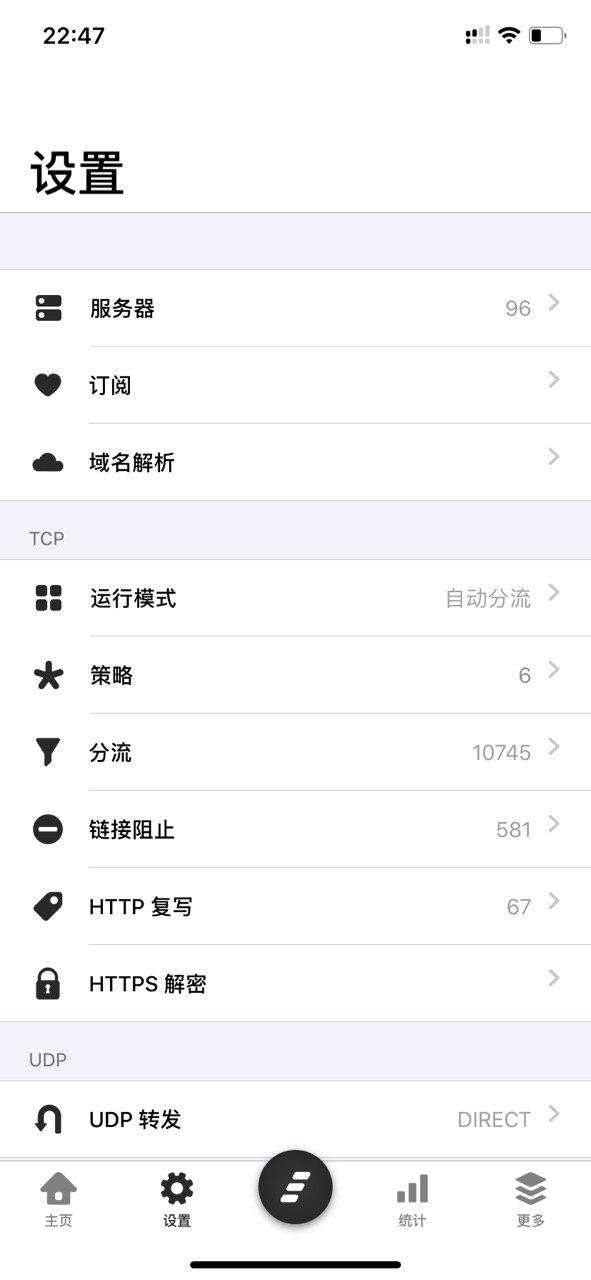 22:47
设置
服务器 96
订阅
域名解析
TCP
运行模式 自动分流
策略 6
分流 10745
链接阻止 581
HTTP 复写 67
HTTPS 解密
UDP
UDP 转发 DIRECT
主页 设置 统计 更多